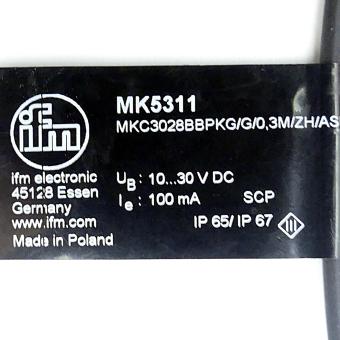 ifm
MK5311
MKC3028BBPKG/G/0,3M/ZH/AS
ifm electronic
45128 Essen
Germany
www.ifm.com
Made in Poland
UB: 10...30 V DC
Ie: 100 mA SCP
IP 65/ IP 67 III